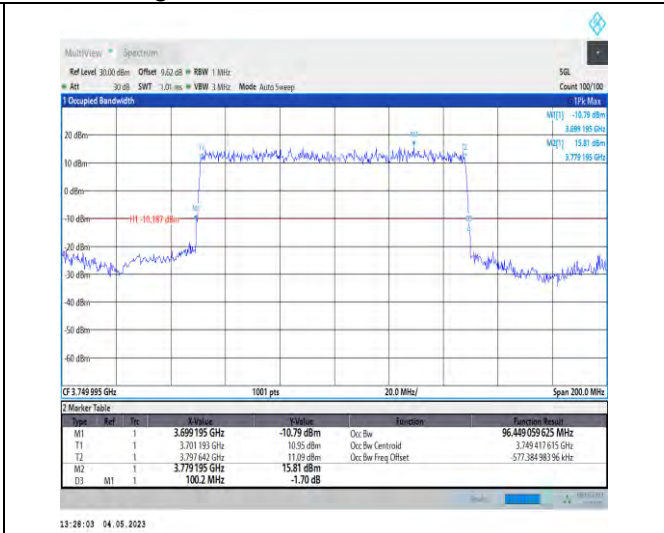 MultiView Spectrum
Ref Level 30.00 dBm Offset 9.62 dB RBW 1 MHz SGL
Att 30 dB SWT 1.01 ms VBW 3 MHz Mode Auto Sweep Count 100/100
1 Occupied Bandwidth 1Pk Max
M1[1] -10.79 dBm
3.699 195 GHz
M2[1] 15.81 dBm
3.779 195 GHz
20 dBm
10 dBm
0 dBm
-10 dBm H1 -10.187 dBm
-20 dBm
-30 dBm
-40 dBm
-50 dBm
-60 dBm
CF 3.749 995 GHz 1001 pts 20.0 MHz/ Span 200.0 MHz
2 Marker Table
Type Ref Trc X-Value Y-Value Function Function Result
M1 1 3.699 195 GHz -10.79 dBm Occ Bw 96.449 059 625 MHz
T1 1 3.701 193 GHz 10.95 dBm Occ Bw Centroid 3.749 417 615 GHz
T2 1 3.797 642 GHz 11.09 dBm Occ Bw Freq Offset -577.384 983 96 kHz
M2 1 3.779 195 GHz 15.81 dBm
D3 M1 1 100.2 MHz -1.70 dB
13:28:03 04.05.2023